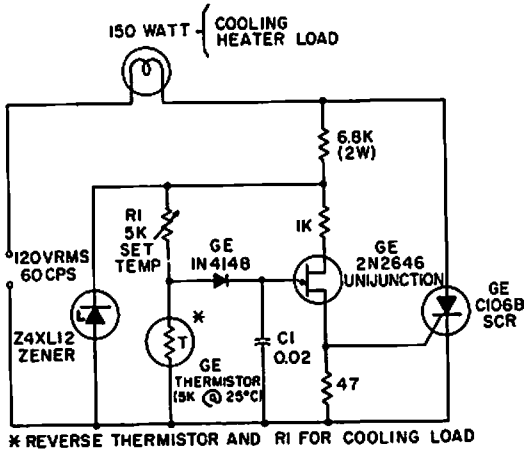 150 WATT
COOLING
HEATER LOAD
6.8K
(2W)
R1
5K
SET
TEMP
GE
1N4148
1K
GE
2N2646
UNIJUNCTION
120VRMS
60CPS
GE
C106B
SCR
Z4XL12
ZENER
*
T
GE
THERMISTOR
(5K @ 25°C)
C1
0.02
47
* REVERSE THERMISTOR AND R1 FOR COOLING LOAD